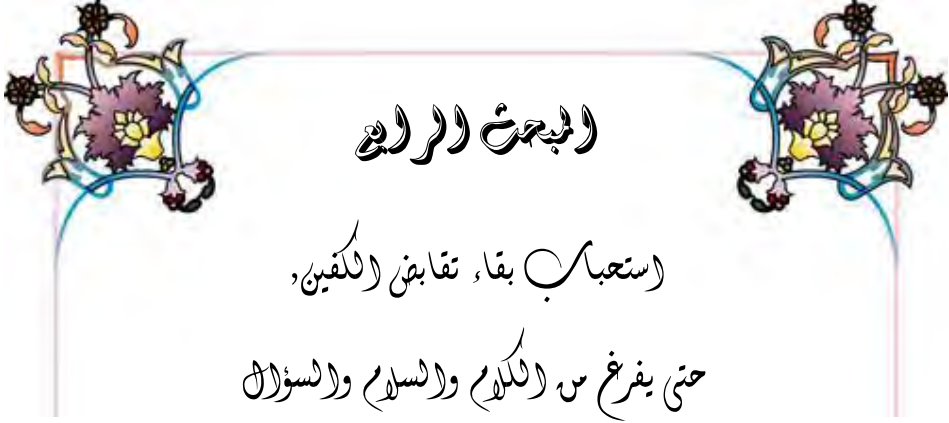 المبحث الرابع
استحباب بقاء تقابض الكفين,
حتى يفرغ من الكلام والسلام والسؤال